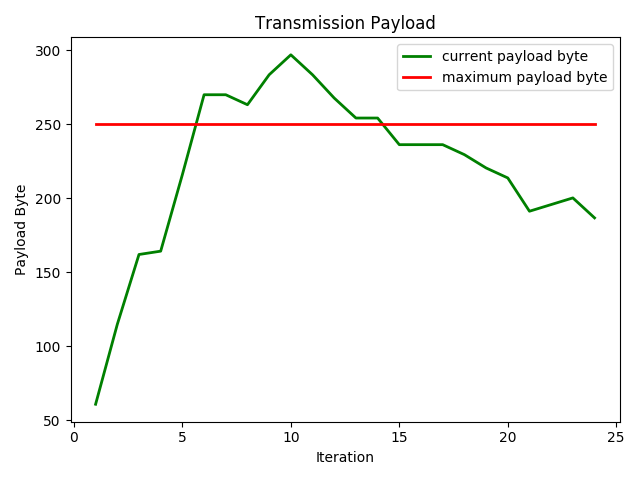 Transmission Payload
300
250
200
150
100
50
Payload Byte
current payload byte
maximum payload byte
0 5 10 15 20 25
Iteration